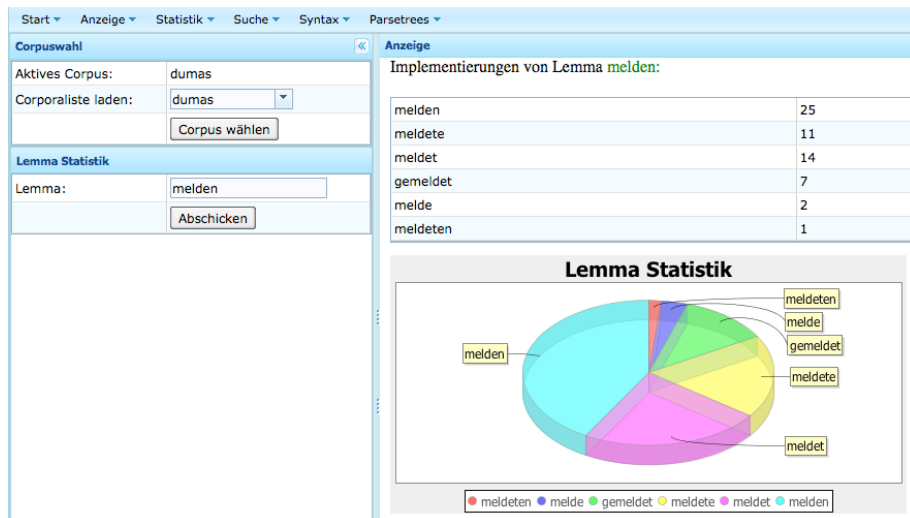 Start Anzeige Statistik Suche Syntax Parsetrees
Corpuswahl
Aktives Corpus: dumas
Corporaliste laden: dumas
Corpus wählen
Lemma Statistik
Lemma: melden
Abschicken
Anzeige
Implementierungen von Lemma melden:
melden 25
meldete 11
meldet 14
gemeldet 7
melde 2
meldeten 1
Lemma Statistik
meldeten
melde
gemeldet
melden
meldete
meldet
meldeten melde gemeldet meldete meldet melden